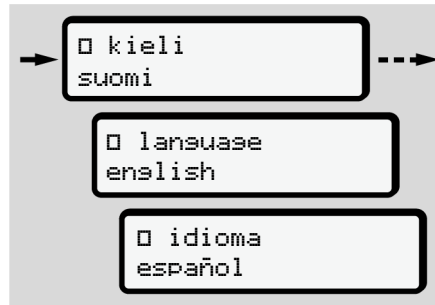 □ kieli
suomi
□ language
english
□ idioma
español